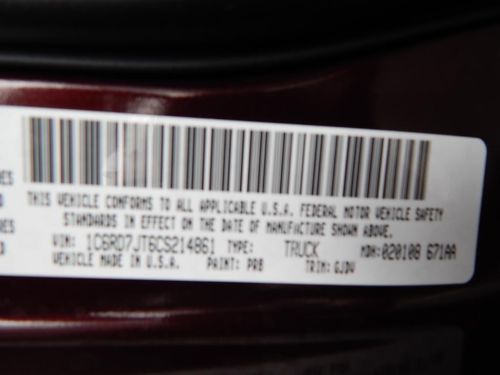 THIS VEHICLE CONFORMS TO ALL APPLICABLE U.S.A. FEDERAL MOTOR VEHICLE SAFETY
STANDARDS IN EFFECT ON THE DATE OF MANUFACTURE SHOWN ABOVE.
VIN: 1C6RD7JT6CS214861 TYPE: TRUCK MDH:020108 671AA
VEHICLE MADE IN U.S.A. PAINT: PRB TRIM: GJDV